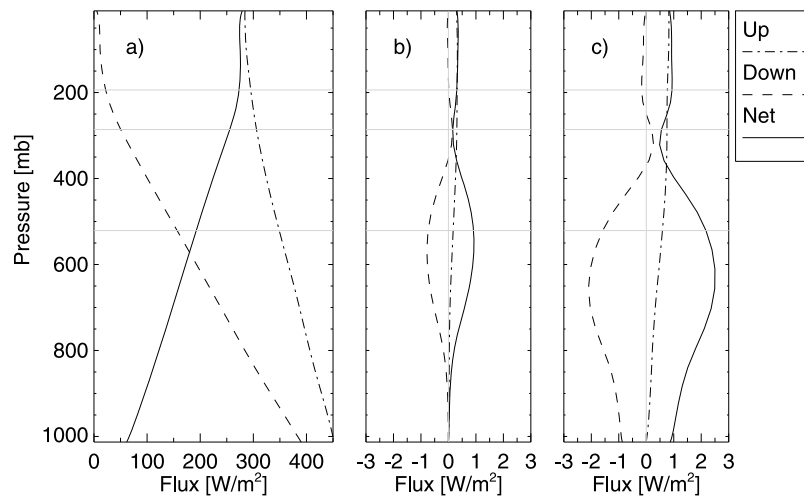 a)
b)
c)
Up
Down
Net
Pressure [mb]
200
400
600
800
1000
0 100 200 300 400
-3 -2 -1 0 1 2 3
-3 -2 -1 0 1 2 3
Flux [W/m²]
Flux [W/m²]
Flux [W/m²]